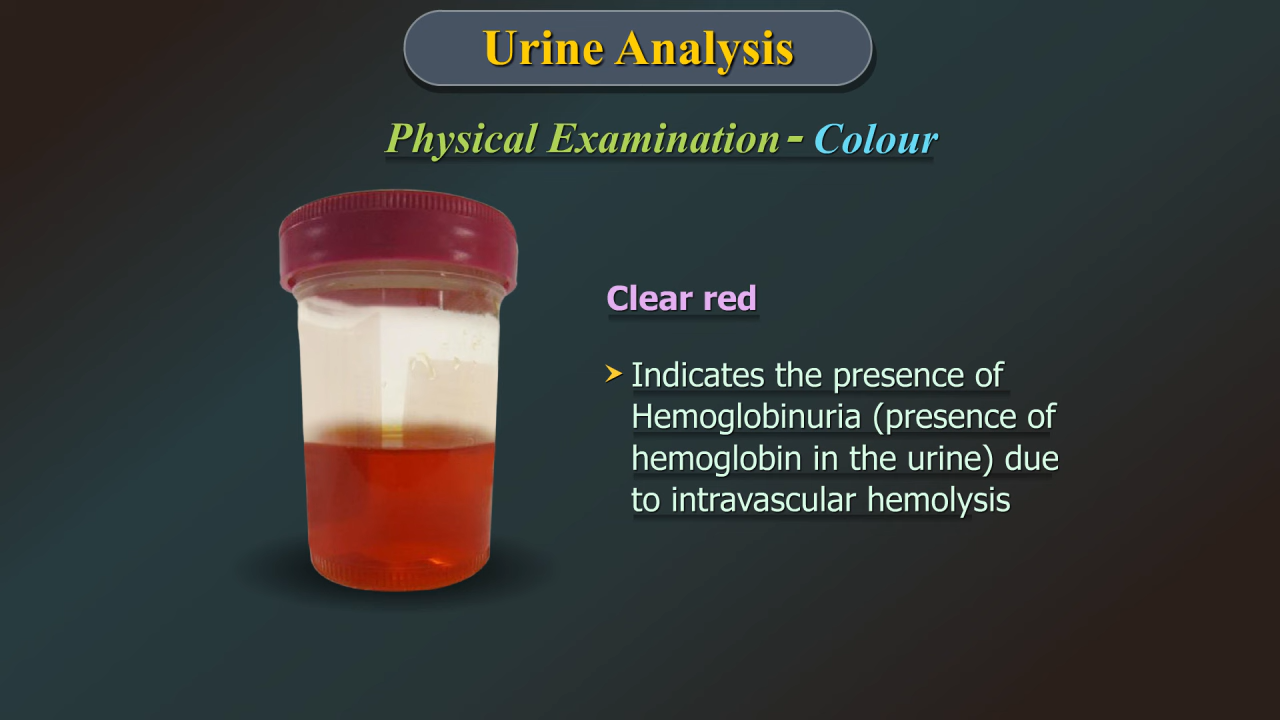 Urine Analysis
Physical Examination - Colour
Clear red
➤ Indicates the presence of
Hemoglobinuria (presence of
hemoglobin in the urine) due
to intravascular hemolysis